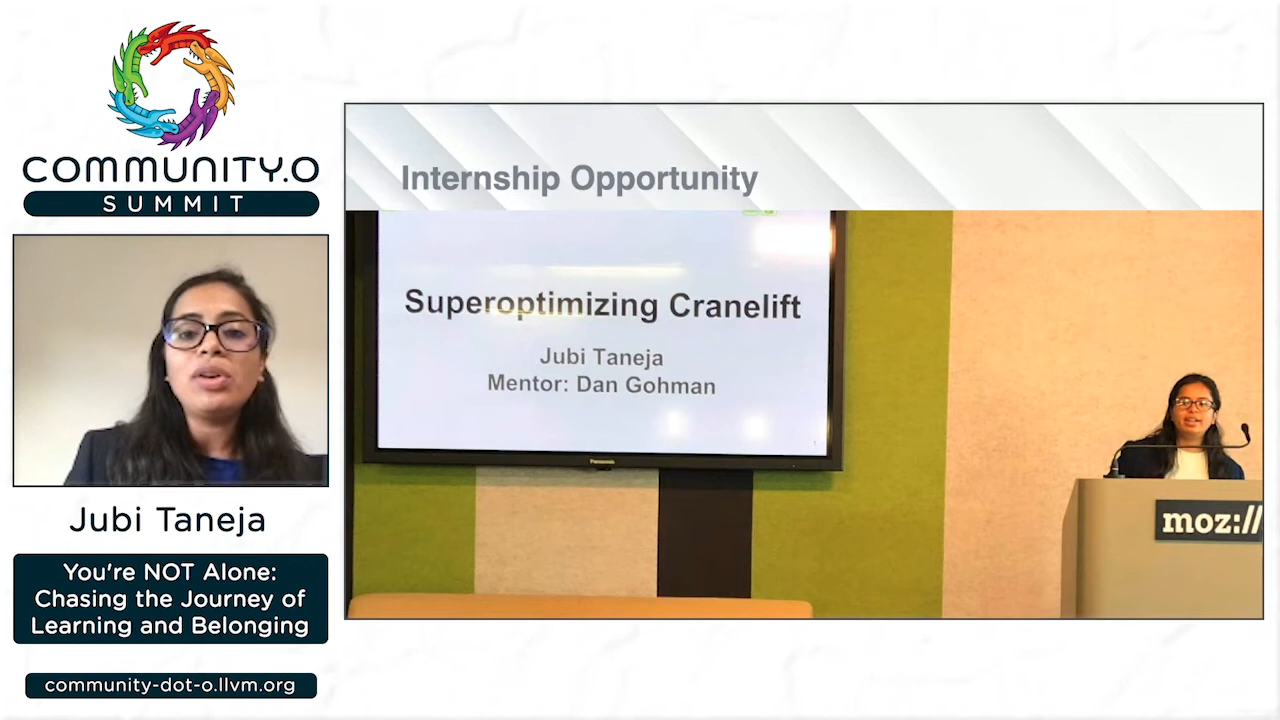 COMMUNITY.O
SUMMIT
Jubi Taneja
You're NOT Alone:
Chasing the Journey of
Learning and Belonging
community-dot-o.llvm.org
Internship Opportunity
Superoptimizing Cranelift
Jubi Taneja
Mentor: Dan Gohman
Panasonic
moz://